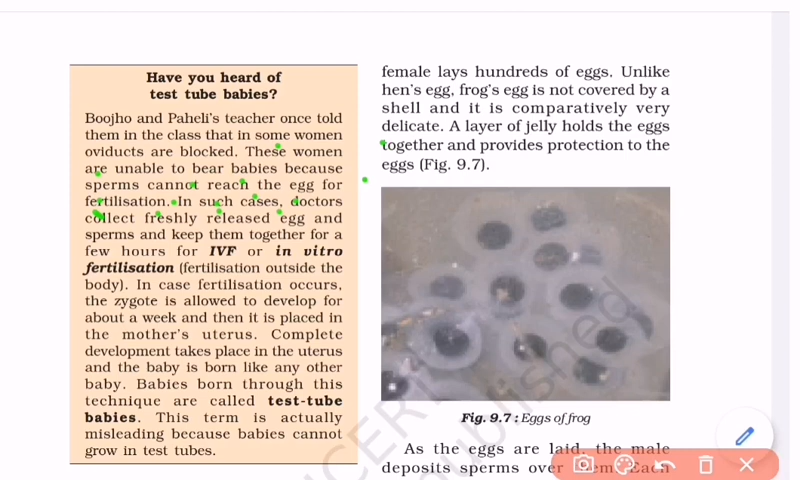 Have you heard of
test tube babies?
Boojho and Paheli's teacher once told
them in the class that in some women
oviducts are blocked. These women
are unable to bear babies because
sperms cannot reach the egg for
fertilisation. In such cases, doctors
collect freshly released egg and
sperms and keep them together for a
few hours for IVF or in vitro
fertilisation (fertilisation outside the
body). In case fertilisation occurs,
the zygote is allowed to develop for
about a week and then it is placed in
the mother's uterus. Complete
development takes place in the uterus
and the baby is born like any other
baby. Babies born through this
technique are called test-tube
babies. This term is actually
misleading because babies cannot
grow in test tubes.
female lays hundreds of eggs. Unlike
hen's egg, frog's egg is not covered by a
shell and it is comparatively very
delicate. A layer of jelly holds the eggs
together and provides protection to the
eggs (Fig. 9.7).
Fig. 9.7 : Eggs of frog
As the eggs are laid, the male
deposits sperms over them. Each